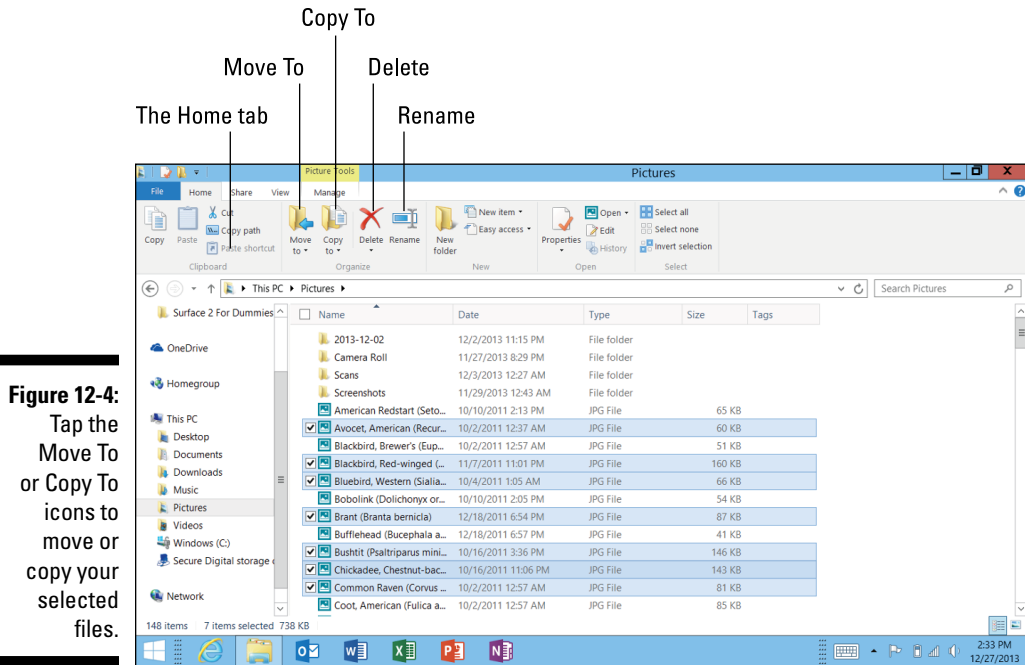 Copy To
Move To
Delete
The Home tab
Rename
Picture Tools
Pictures
File
Home
Share
View
Manage
Copy
Paste
Cut
Copy path
Paste shortcut
Clipboard
Move to
Copy to
Delete
Rename
Organize
New folder
New item
Easy access
New
Properties
Open
Edit
History
Open
Select all
Select none
Invert selection
Select
This PC
Pictures
Search Pictures
Surface 2 For Dummies
OneDrive
Homegroup
This PC
Desktop
Documents
Downloads
Music
Pictures
Videos
Windows (C:)
Secure Digital storage
Network
Name Date Type Size Tags
2013-12-02 12/2/2013 11:15 PM File folder
Camera Roll 11/27/2013 8:29 PM File folder
Scans 12/3/2013 12:27 AM File folder
Screenshots 11/29/2013 12:43 AM File folder
American Redstart (Seto... 10/10/2011 2:13 PM JPG File 65 KB
Avocet, American (Recur... 10/2/2011 12:37 AM JPG File 60 KB
Blackbird, Brewer's (Eup... 10/2/2011 12:57 AM JPG File 51 KB
Blackbird, Red-winged (... 11/7/2011 11:01 PM JPG File 160 KB
Bluebird, Western (Sialia... 10/4/2011 1:05 AM JPG File 66 KB
Bobolink (Dolichonyx or... 10/10/2011 2:05 PM JPG File 54 KB
Brant (Branta bernicla) 12/18/2011 6:54 PM JPG File 87 KB
Bufflehead (Bucephala a... 12/18/2011 6:57 PM JPG File 41 KB
Bushtit (Psaltriparus mini... 10/16/2011 3:36 PM JPG File 146 KB
Chickadee, Chestnut-bac... 10/16/2011 11:06 PM JPG File 143 KB
Common Raven (Corvus ... 10/2/2011 12:57 AM JPG File 81 KB
Coot, American (Fulica a... 10/2/2011 12:57 AM JPG File 85 KB
148 items 7 items selected 738 KB
2:33 PM
12/27/2013
Figure 12-4:
Tap the
Move To
or Copy To
icons to
move or
copy your
selected
files.